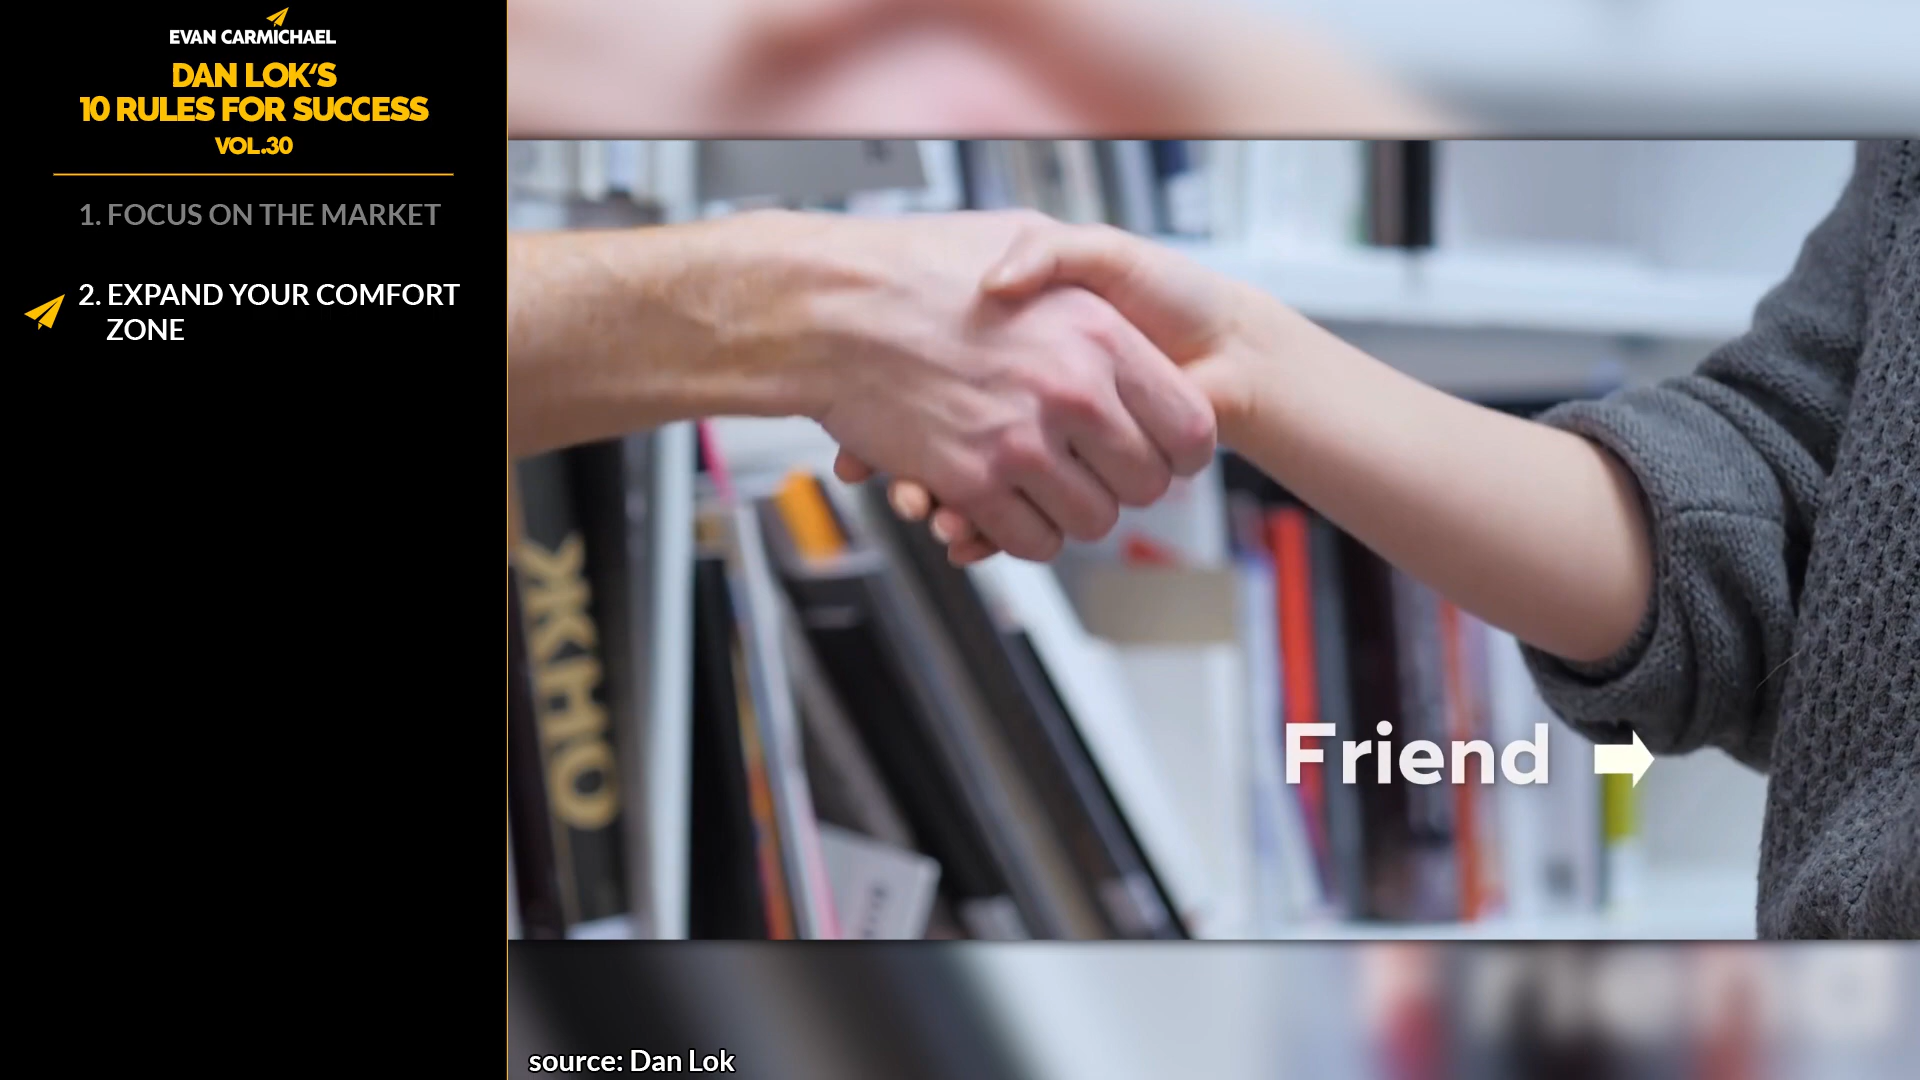 EVAN CARMICHAEL
DAN LOK'S
10 RULES FOR SUCCESS
VOL.30
1. FOCUS ON THE MARKET
2. EXPAND YOUR COMFORT
ZONE
Friend
source: Dan Lok